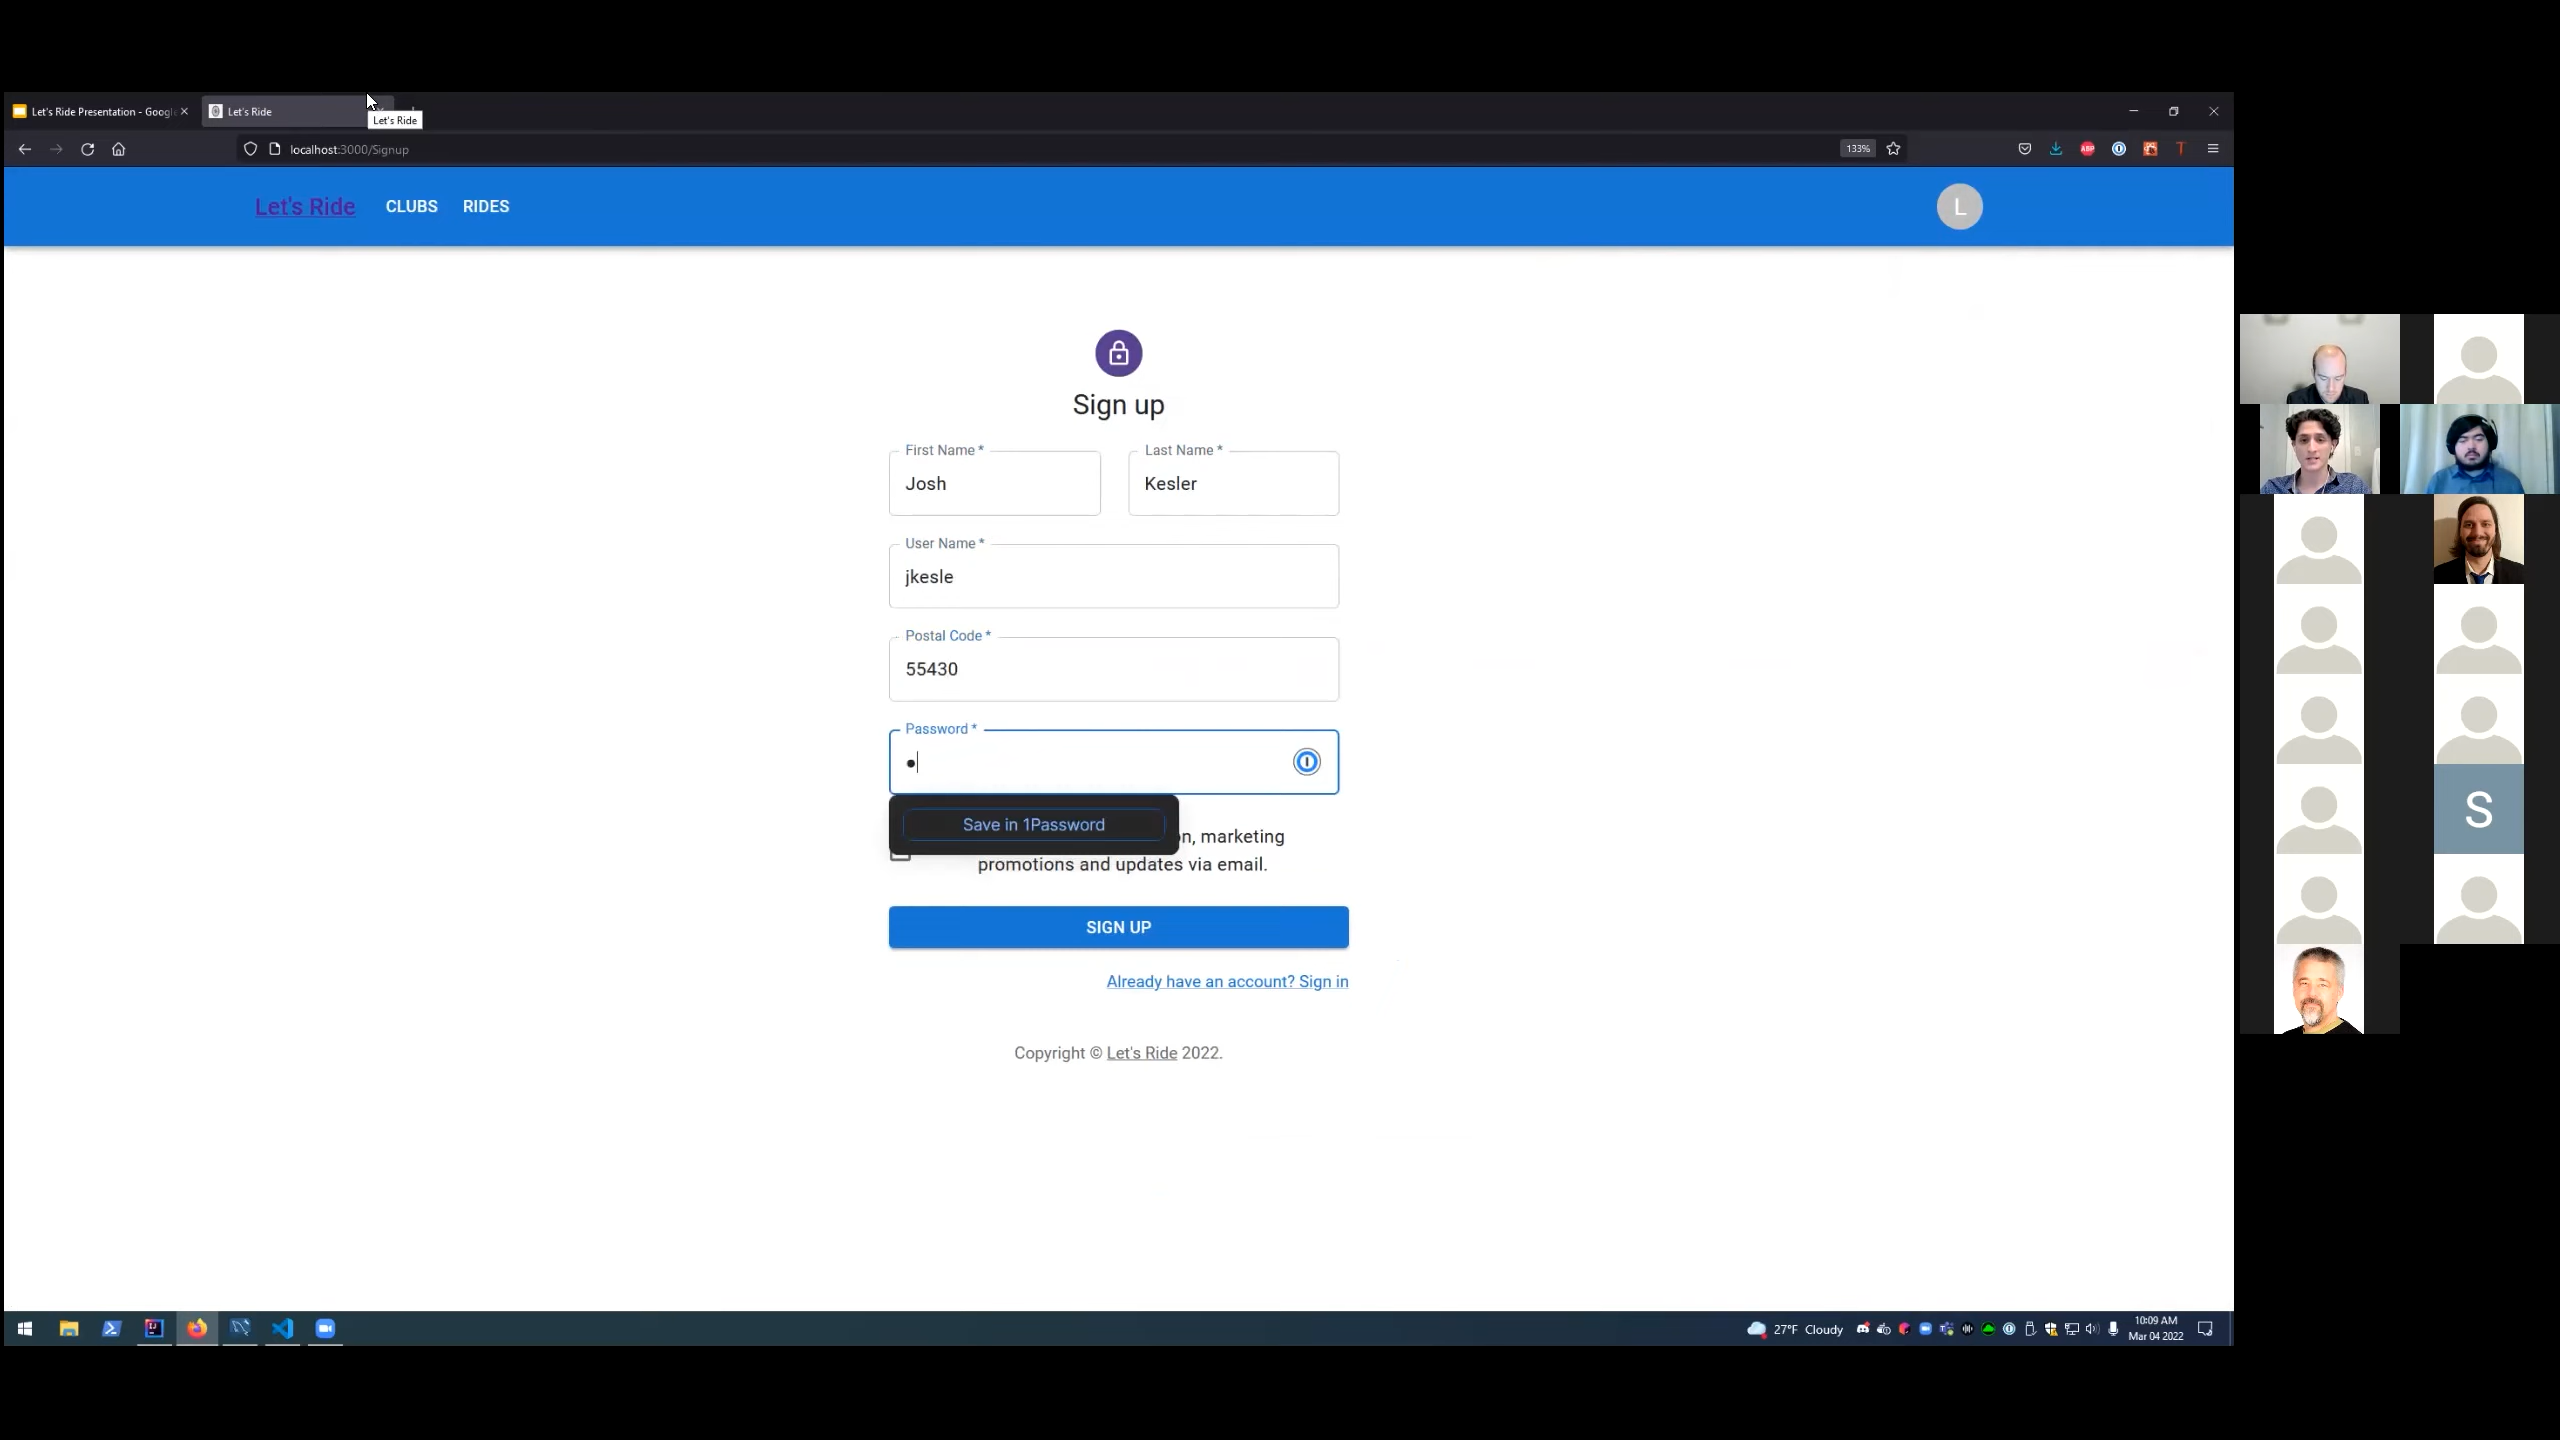 Let's Ride Presentation - Googl
Let's Ride
Let's Ride
localhost:3000/Signup
133%
ABP
T
Let's Ride
CLUBS
RIDES
L
Sign up
First Name *
Josh
Last Name *
Kesler
User Name *
jkesle
Postal Code *
55430
Password *
Save in 1Password
on, marketing
promotions and updates via email.
SIGN UP
Already have an account? Sign in
Copyright © Let's Ride 2022.
S
27°F Cloudy
10:09 AM
Mar 04 2022